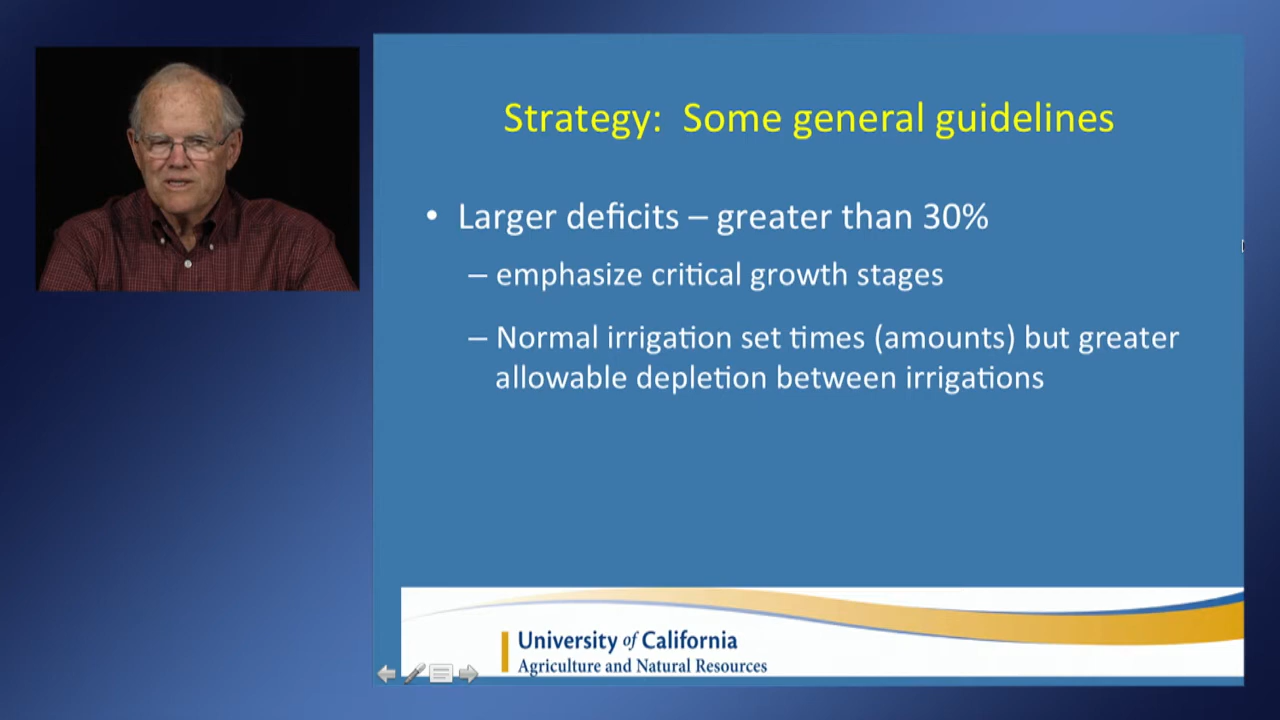 Strategy:  Some general guidelines
• Larger deficits – greater than 30%
– emphasize critical growth stages
– Normal irrigation set times (amounts) but greater
allowable depletion between irrigations
University of California
Agriculture and Natural Resources